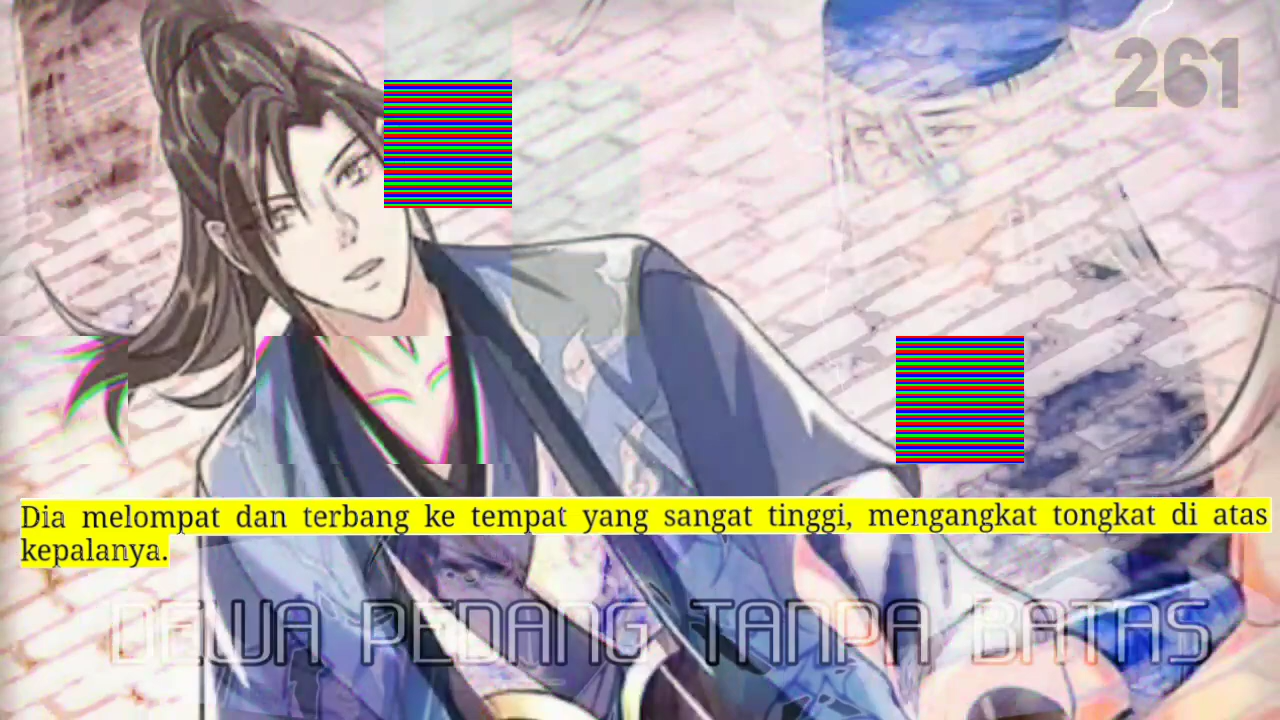 261
Dia melompat dan terbang ke tempat yang sangat tinggi, mengangkat tongkat di atas
kepalanya.
DEWA PEDANG TANPA BATAS